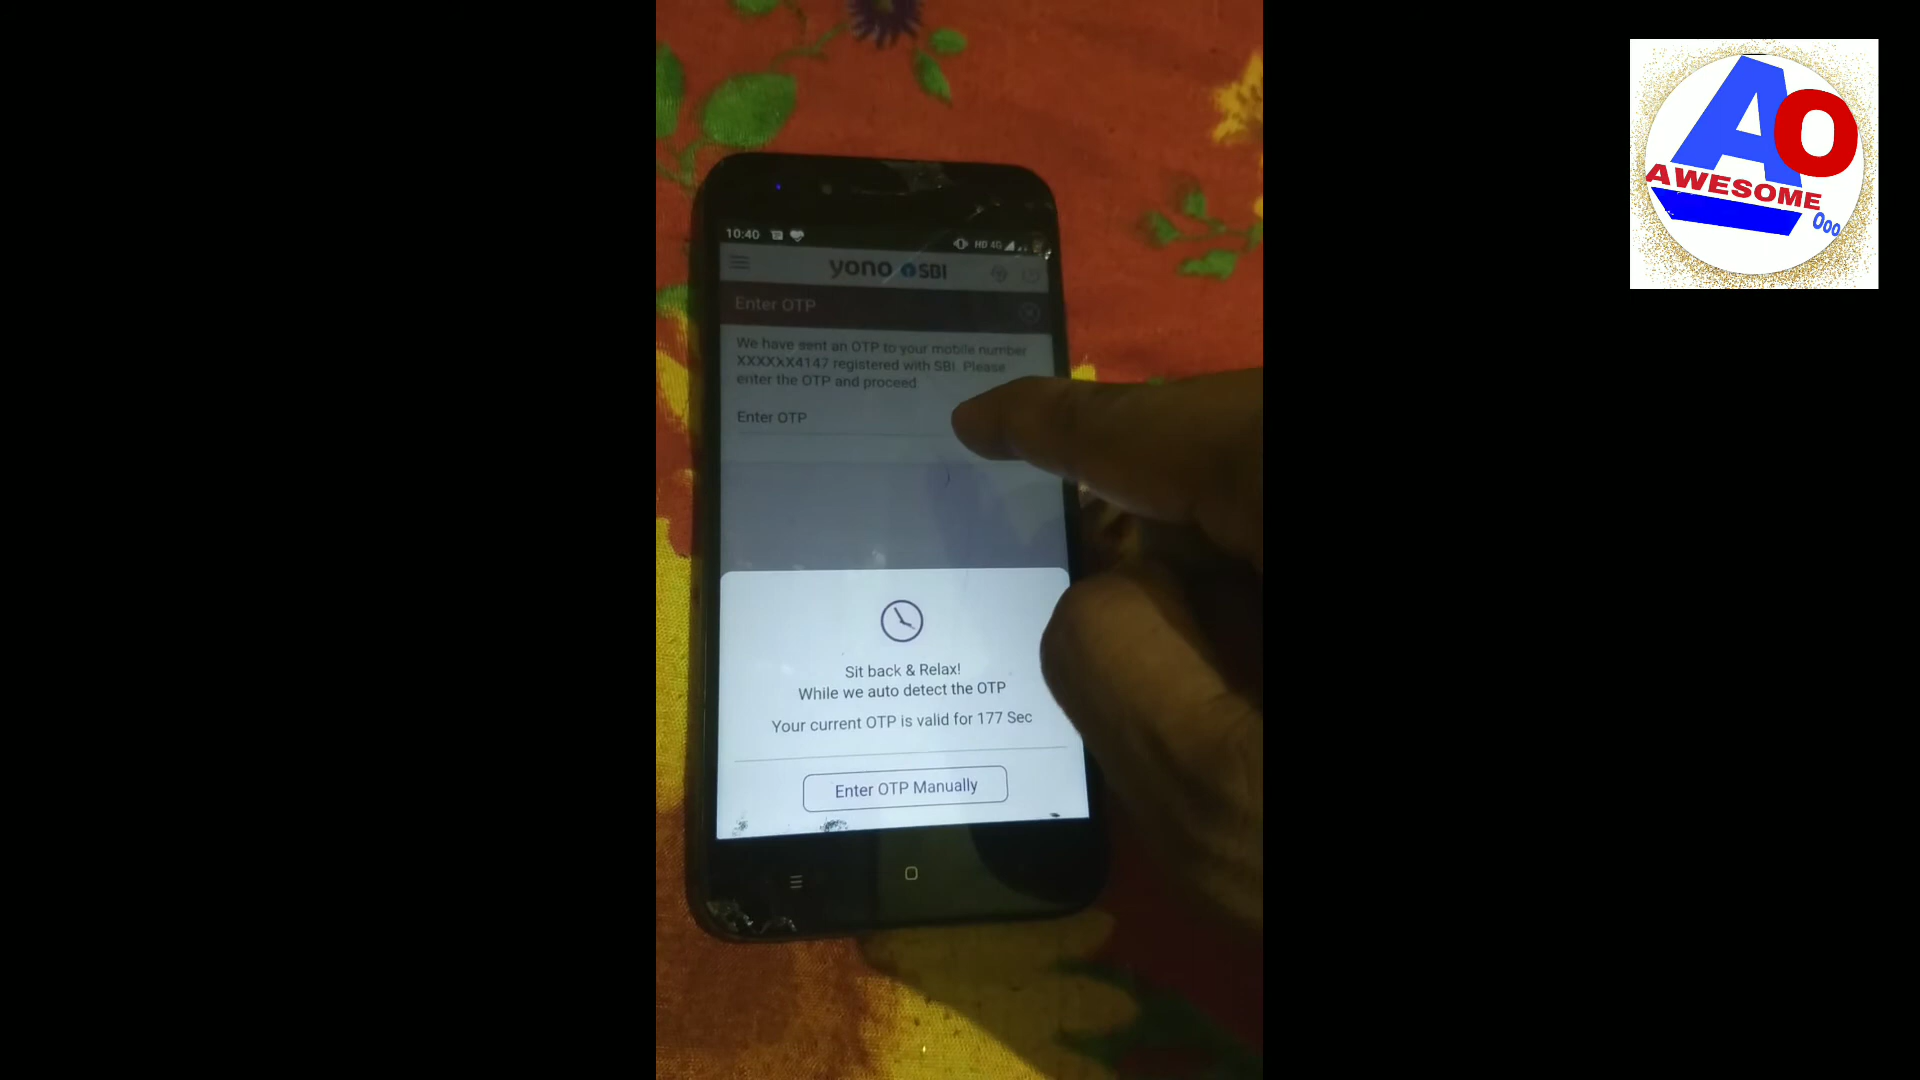 10:40
HD 4G
yono SBI
Enter OTP
We have sent an OTP to your mobile number
XXXXXX4147 registered with SBI. Please
enter the OTP and proceed
Enter OTP
Sit back & Relax!
While we auto detect the OTP
Your current OTP is valid for 177 Sec
Enter OTP Manually
AO
AWESOME
Ooo